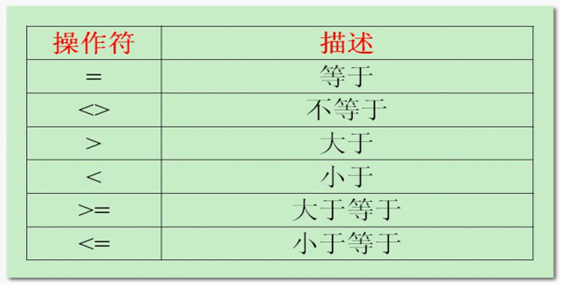 操作符 描述
= 等于
<> 不等于
> 大于
< 小于
>= 大于等于
<= 小于等于